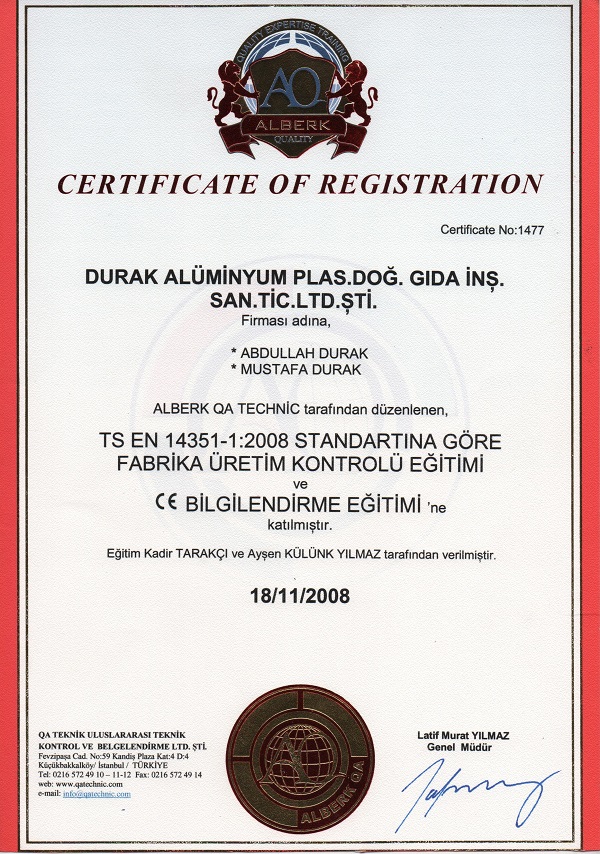 QUALITY EXPERTISE TRAINING
AQ
ALBERK
QUALITY
CERTIFICATE OF REGISTRATION
Certificate No:1477
DURAK ALÜMİNYUM PLAS.DOĞ. GIDA İNŞ.
SAN.TİC.LTD.ŞTİ.
Firması adına,
* ABDULLAH DURAK
* MUSTAFA DURAK
ALBERK QA TECHNİC tarafından düzenlenen,
TS EN 14351-1:2008 STANDARTINA GÖRE
FABRİKA ÜRETİM KONTROLÜ EĞİTİMİ
ve
CE BİLGİLENDİRME EĞİTİMİ 'ne
katılmıştır.
Eğitim Kadir TARAKÇI ve Ayşen KÜLÜNK YILMAZ tarafından verilmiştir.
18/11/2008
QA TEKNİK ULUSLARARASI TEKNİK
KONTROL VE BELGELENDİRME LTD. ŞTİ.
Fevzipaşa Cad. No:59 Kandiş Plaza Kat:4 D:4
Küçükbakkalköy/ İstanbul / TÜRKİYE
Tel: 0216 572 49 10 – 11-12 Fax: 0216 572 49 14
web: www.qatechnic.com
e-mail: info@qatechnic.com
ALBERK QA
Latif Murat YILMAZ
Genel Müdür